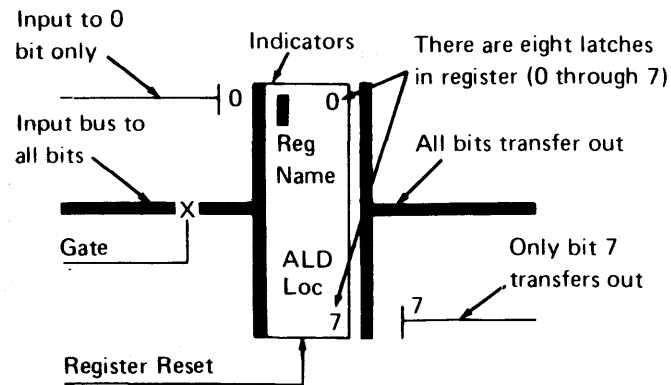 Input to 0
bit only
Indicators
There are eight latches
in register (0 through 7)
0
0
Input bus to
all bits
Reg
Name
All bits transfer out
X
Gate
ALD
Loc
7
Only bit 7
transfers out
7
Register Reset